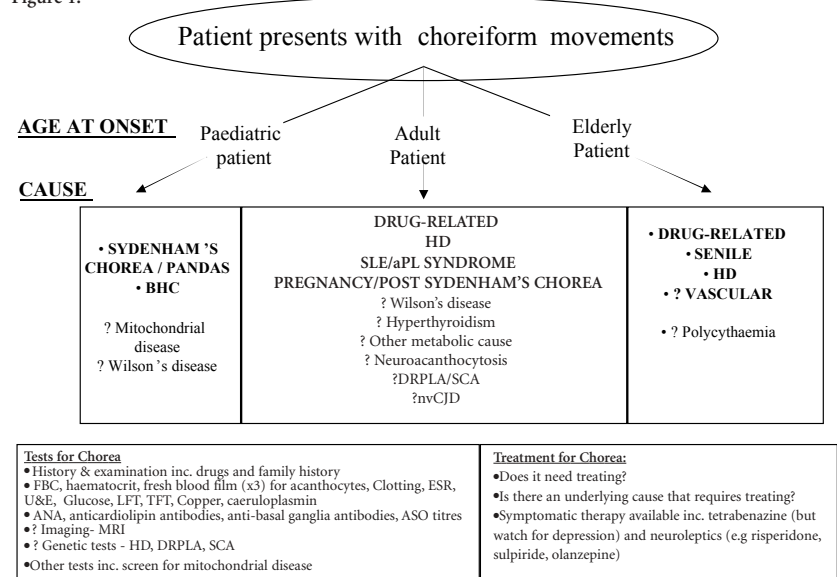 Figure 1.
Patient presents with choreiform movements
AGE AT ONSET
Paediatric
patient
Adult
Patient
Elderly
Patient
CAUSE
• SYDENHAM 'S
CHOREA / PANDAS
• BHC
? Mitochondrial
disease
? Wilson 's disease
DRUG-RELATED
HD
SLE/aPL SYNDROME
PREGNANCY/POST SYDENHAM'S CHOREA
? Wilson's disease
? Hyperthyroidism
? Other metabolic cause
? Neuroacanthocytosis
?DRPLA/SCA
?nvCJD
• DRUG-RELATED
• SENILE
• HD
• ? VASCULAR
• ? Polycythaemia
Tests for Chorea
•History & examination inc. drugs and family history
• FBC, haematocrit, fresh blood film (x3) for acanthocytes, Clotting, ESR,
U&E, Glucose, LFT, TFT, Copper, caeruloplasmin
•ANA, anticardiolipin antibodies, anti-basal ganglia antibodies, ASO titres
•? Imaging- MRI
•? Genetic tests - HD, DRPLA, SCA
•Other tests inc. screen for mitochondrial disease
Treatment for Chorea:
•Does it need treating?
•Is there an underlying cause that requires treating?
•Symptomatic therapy available inc. tetrabenazine (but
watch for depression) and neuroleptics (e.g risperidone,
sulpiride, olanzepine)